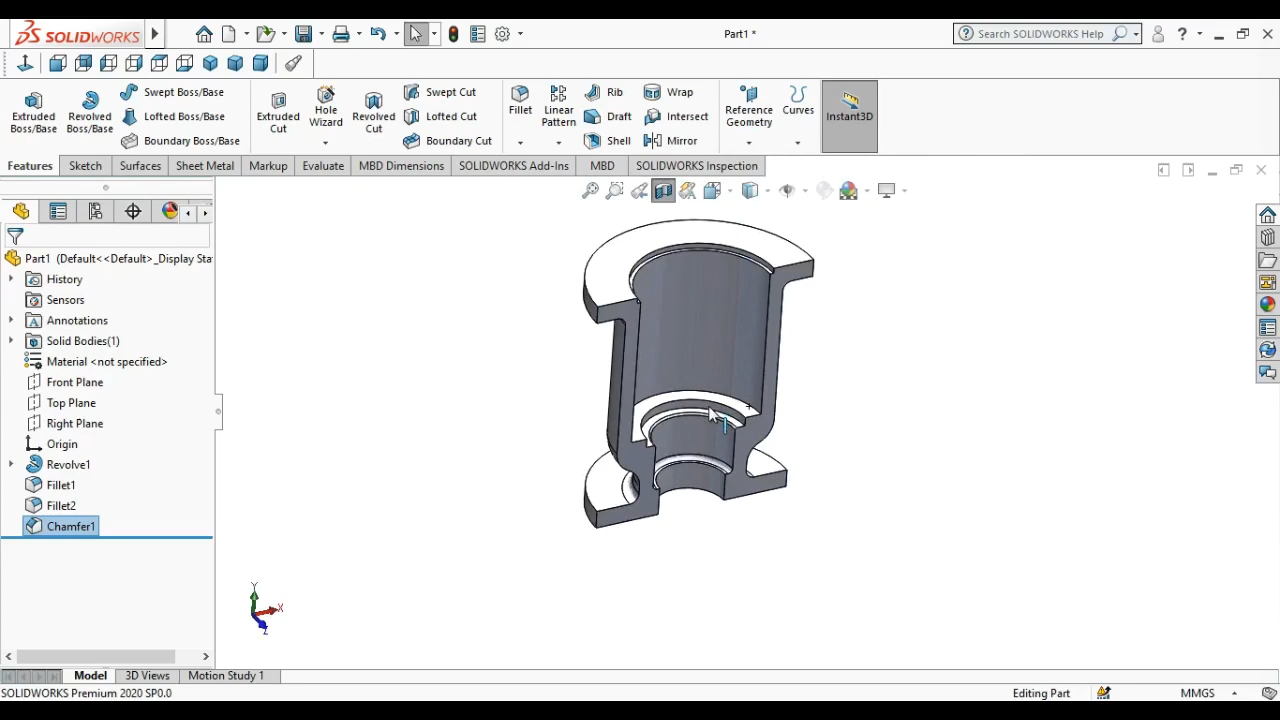 SOLIDWORKS
Part1 *
Search SOLIDWORKS Help
?
Extruded Boss/Base
Revolved Boss/Base
Swept Boss/Base
Lofted Boss/Base
Boundary Boss/Base
Extruded Cut
Hole Wizard
Revolved Cut
Swept Cut
Lofted Cut
Boundary Cut
Fillet
Linear Pattern
Rib
Draft
Shell
Wrap
Intersect
Mirror
Reference Geometry
Curves
Instant3D
Features Sketch Surfaces Sheet Metal Markup Evaluate MBD Dimensions SOLIDWORKS Add-Ins MBD SOLIDWORKS Inspection
Part1 (Default<<Default>_Display Sta
History
Sensors
A Annotations
Solid Bodies(1)
Material <not specified>
Front Plane
Top Plane
Right Plane
Origin
Revolve1
Fillet1
Fillet2
Chamfer1
Y
X
Z
Model 3D Views Motion Study 1
SOLIDWORKS Premium 2020 SP0.0
Editing Part
MMGS